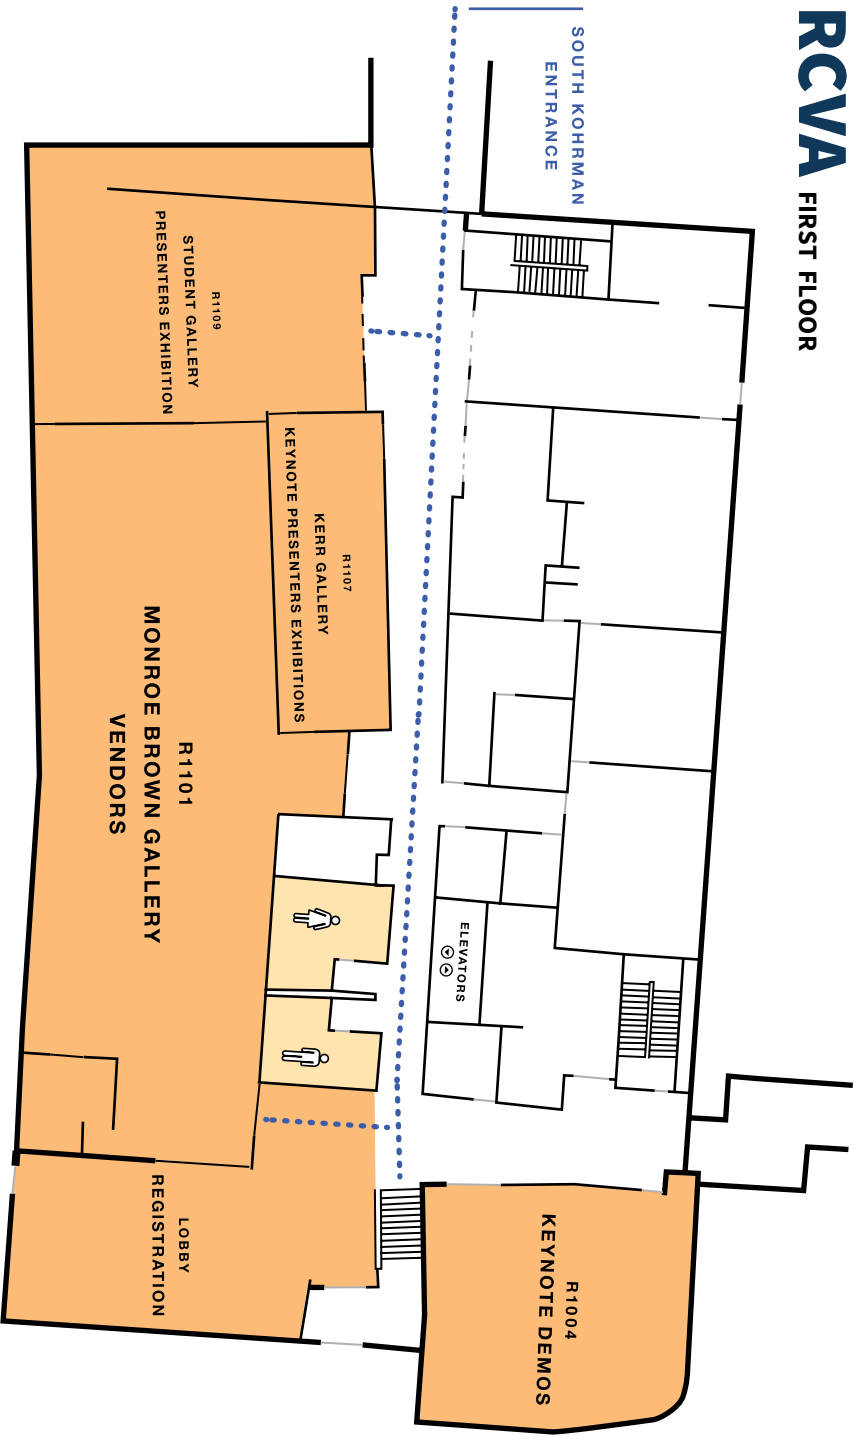 RCVA FIRST FLOOR
SOUTH KOHRMAN
ENTRANCE
R1109
STUDENT GALLERY
PRESENTERS EXHIBITION
R1107
KERR GALLERY
KEYNOTE PRESENTERS EXHIBITIONS
R1101
MONROE BROWN GALLERY
VENDORS
ELEVATORS
LOBBY
REGISTRATION
R1004
KEYNOTE DEMOS